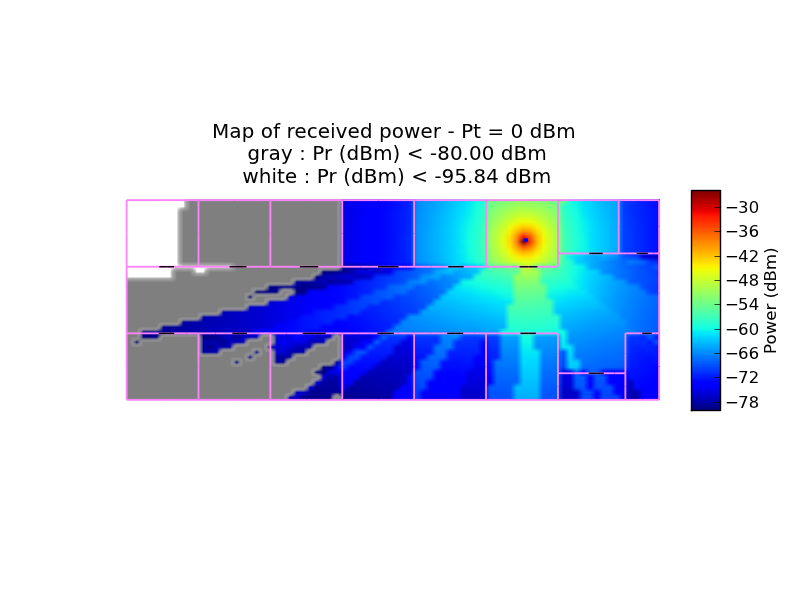 Map of received power - Pt = 0 dBm
gray : Pr (dBm) < -80.00 dBm
white : Pr (dBm) < -95.84 dBm
−30
−36
−42
−48
−54
−60
−66
−72
−78
Power (dBm)